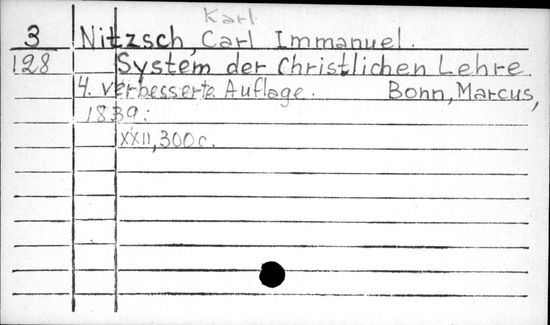 Karl
3 Nitzsch, Carl Immanuel.
128 System der Christlichen Lehre.
4. verbesserte Auflage. Bonn, Marcus,
1839.
XXII, 300 c.